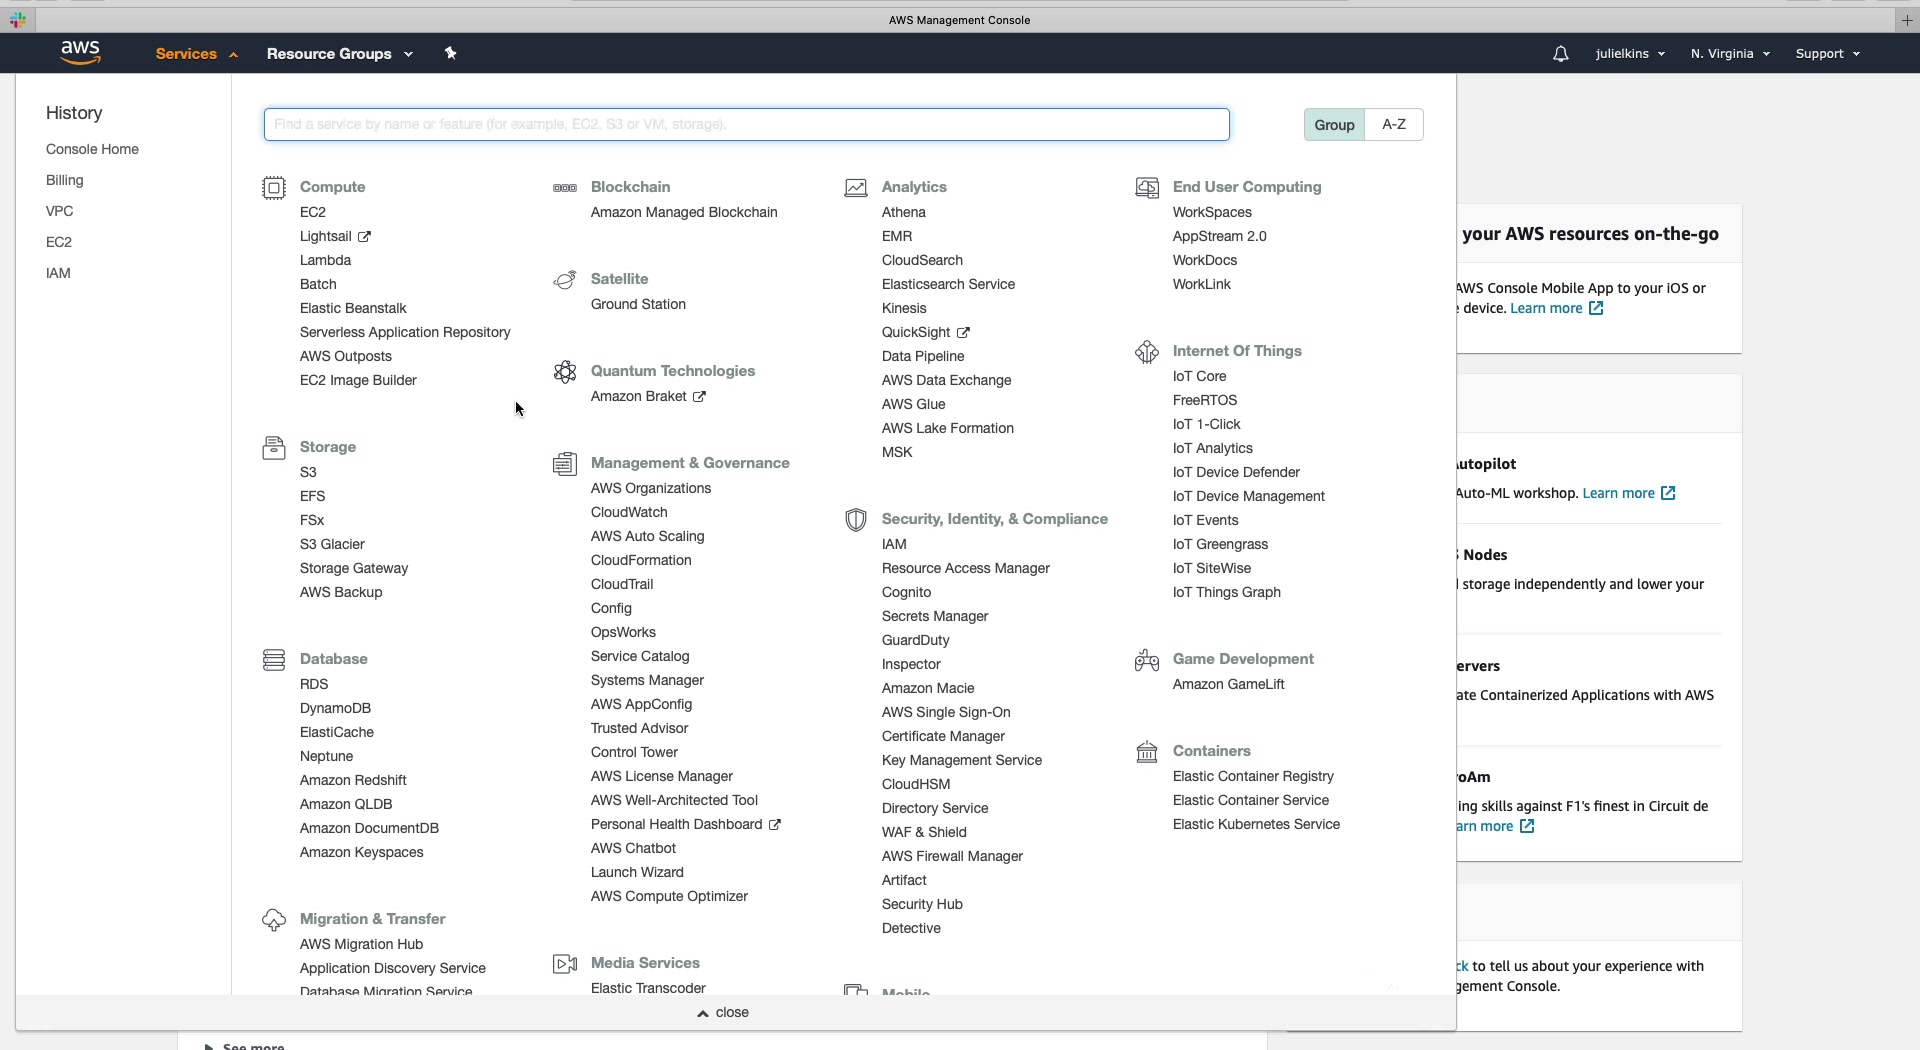 AWS Management Console
aws
Services
Resource Groups
julielkins
N. Virginia
Support
History
Console Home
Billing
VPC
EC2
IAM
Find a service by name or feature (for example, EC2, S3 or VM, storage).
Group
A-Z
Compute
EC2
Lightsail
Lambda
Batch
Elastic Beanstalk
Serverless Application Repository
AWS Outposts
EC2 Image Builder
Storage
S3
EFS
FSx
S3 Glacier
Storage Gateway
AWS Backup
Database
RDS
DynamoDB
ElastiCache
Neptune
Amazon Redshift
Amazon QLDB
Amazon DocumentDB
Amazon Keyspaces
Migration & Transfer
AWS Migration Hub
Application Discovery Service
Database Migration Service
Blockchain
Amazon Managed Blockchain
Satellite
Ground Station
Quantum Technologies
Amazon Braket
Management & Governance
AWS Organizations
CloudWatch
AWS Auto Scaling
CloudFormation
CloudTrail
Config
OpsWorks
Service Catalog
Systems Manager
AWS AppConfig
Trusted Advisor
Control Tower
AWS License Manager
AWS Well-Architected Tool
Personal Health Dashboard
AWS Chatbot
Launch Wizard
AWS Compute Optimizer
Media Services
Elastic Transcoder
Analytics
Athena
EMR
CloudSearch
Elasticsearch Service
Kinesis
QuickSight
Data Pipeline
AWS Data Exchange
AWS Glue
AWS Lake Formation
MSK
Security, Identity, & Compliance
IAM
Resource Access Manager
Cognito
Secrets Manager
GuardDuty
Inspector
Amazon Macie
AWS Single Sign-On
Certificate Manager
Key Management Service
CloudHSM
Directory Service
WAF & Shield
AWS Firewall Manager
Artifact
Security Hub
Detective
Mobile
End User Computing
WorkSpaces
AppStream 2.0
WorkDocs
WorkLink
Internet Of Things
IoT Core
FreeRTOS
IoT 1-Click
IoT Analytics
IoT Device Defender
IoT Device Management
IoT Events
IoT Greengrass
IoT SiteWise
IoT Things Graph
Game Development
Amazon GameLift
Containers
Elastic Container Registry
Elastic Container Service
Elastic Kubernetes Service
close
your AWS resources on-the-go
AWS Console Mobile App to your iOS or
device. Learn more
Autopilot
Auto-ML workshop. Learn more
Nodes
storage independently and lower your
ervers
ate Containerized Applications with AWS
oAm
ing skills against F1's finest in Circuit de
arn more
ck to tell us about your experience with
gement Console.
See more